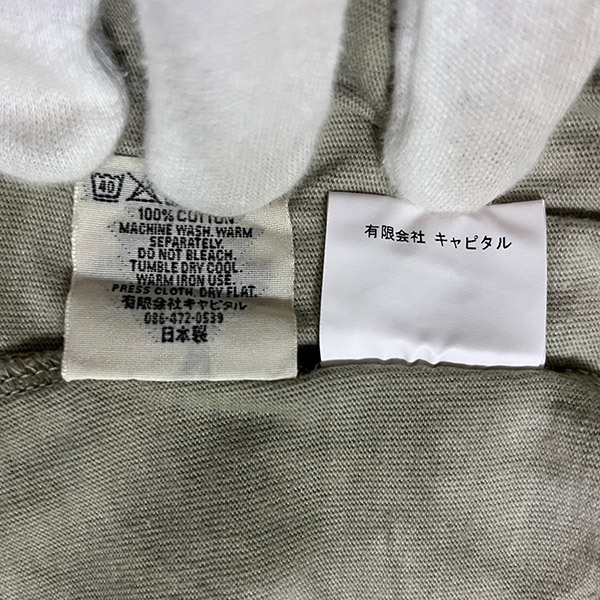 40
100% COTTON
MACHINE WASH. WARM
SEPARATELY.
DO NOT BLEACH.
TUMBLE DRY COOL.
WARM IRON USE
PRESS CLOTH. DRY FLAT.
有限会社キャピタル
086-472-0539
日本製
有限会社 キャピタル